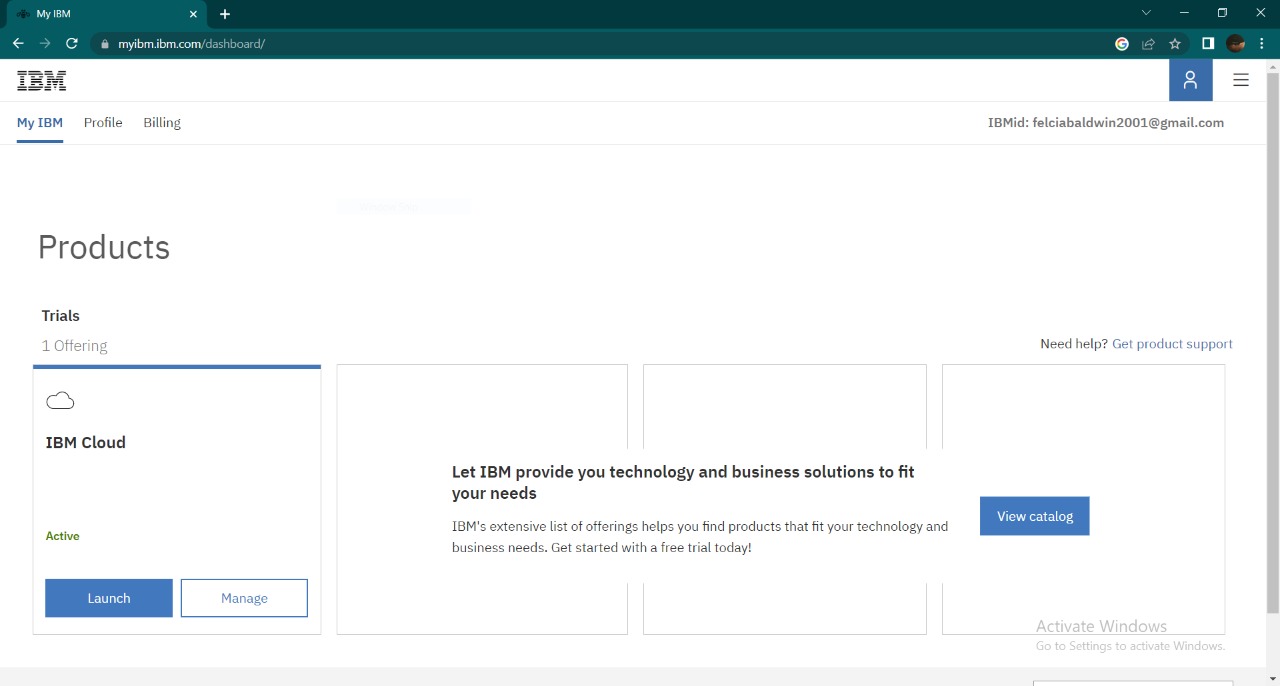 My IBM
myibm.ibm.com/dashboard/
IBM
My IBM
Profile
Billing
IBMid: felciabaldwin2001@gmail.com
Products
Trials
1 Offering
Need help? Get product support
IBM Cloud
Active
Launch
Manage
Let IBM provide you technology and business solutions to fit
your needs
IBM's extensive list of offerings helps you find products that fit your technology and
business needs. Get started with a free trial today!
View catalog
Activate Windows
Go to Settings to activate Windows.